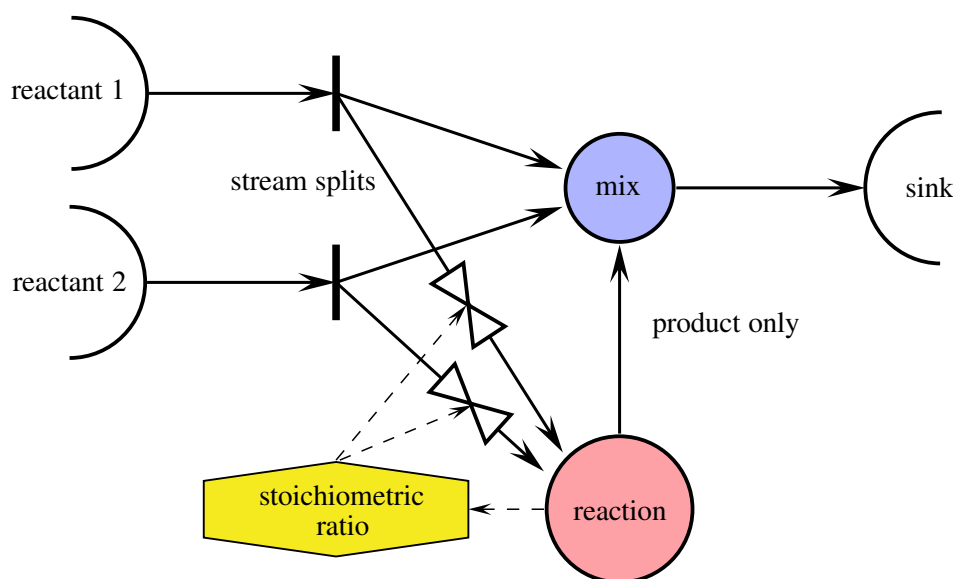 reactant 1
stream splits
mix
sink
reactant 2
product only
stoichiometric
ratio
reaction